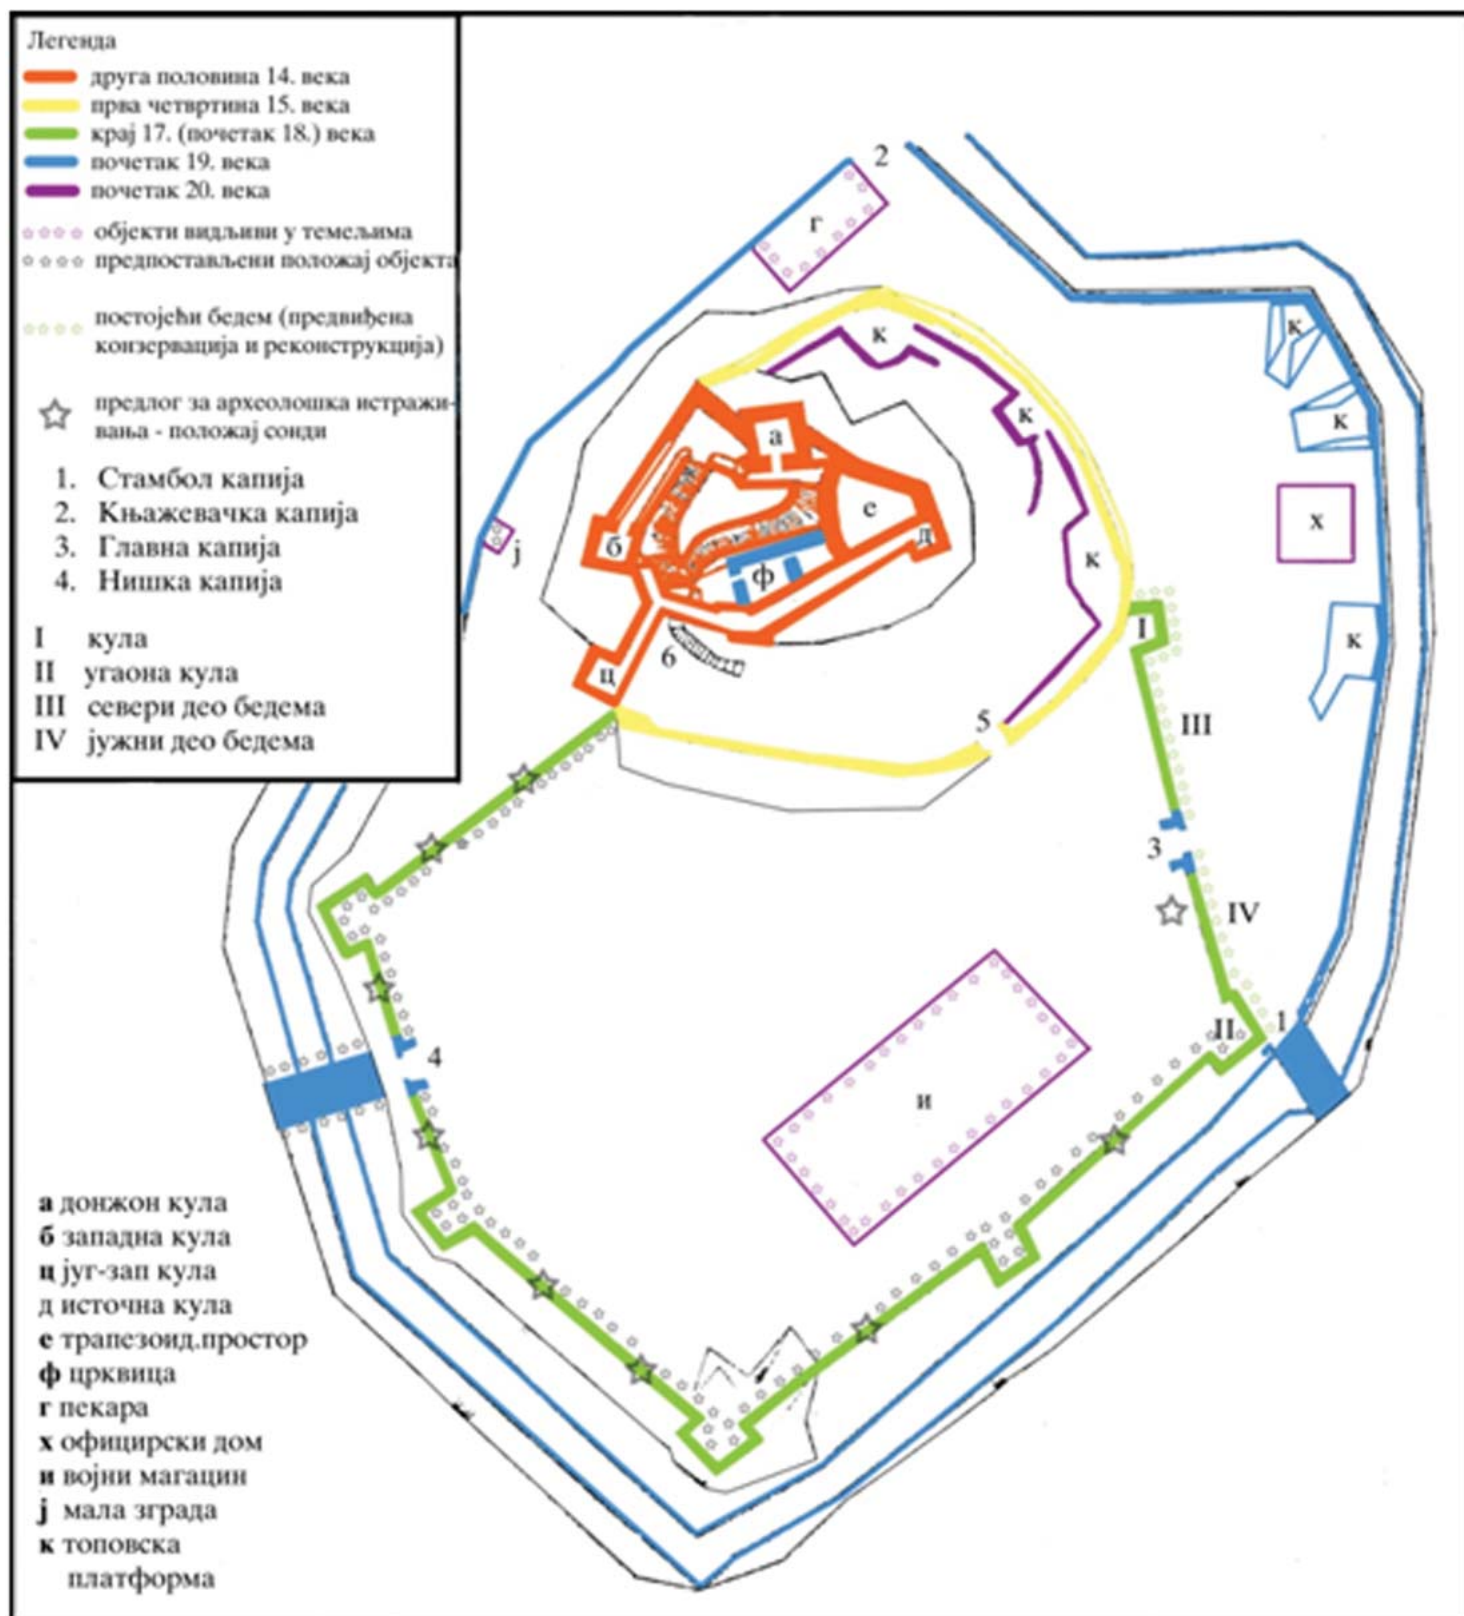 Легенда
друга половина 14. века
прва четвртина 15. века
крај 17. (почетак 18.) века
почетак 19. века
почетак 20. века
објекти видљиви у темељима
предпостављени положај објекта
постојећи бедем (предвиђена
конзервација и реконструкција)
предлог за археолошка истражи-
вања - положај сонди
1. Стамбол капија
2. Књажевачка капија
3. Главна капија
4. Нишка капија
I кула
II угаона кула
III севери део бедема
IV јужни део бедема
2
г
к
к
к
а
к
е
х
б
д
ј
ф
к
I
к
6
ц
5
III
3
IV
II
1
4
и
а донжон кула
б западна кула
ц југ-зап кула
д источна кула
е трапезоид.простор
ф црквица
г пекара
х официрски дом
и војни магацин
ј мала зграда
к топовска
платформа